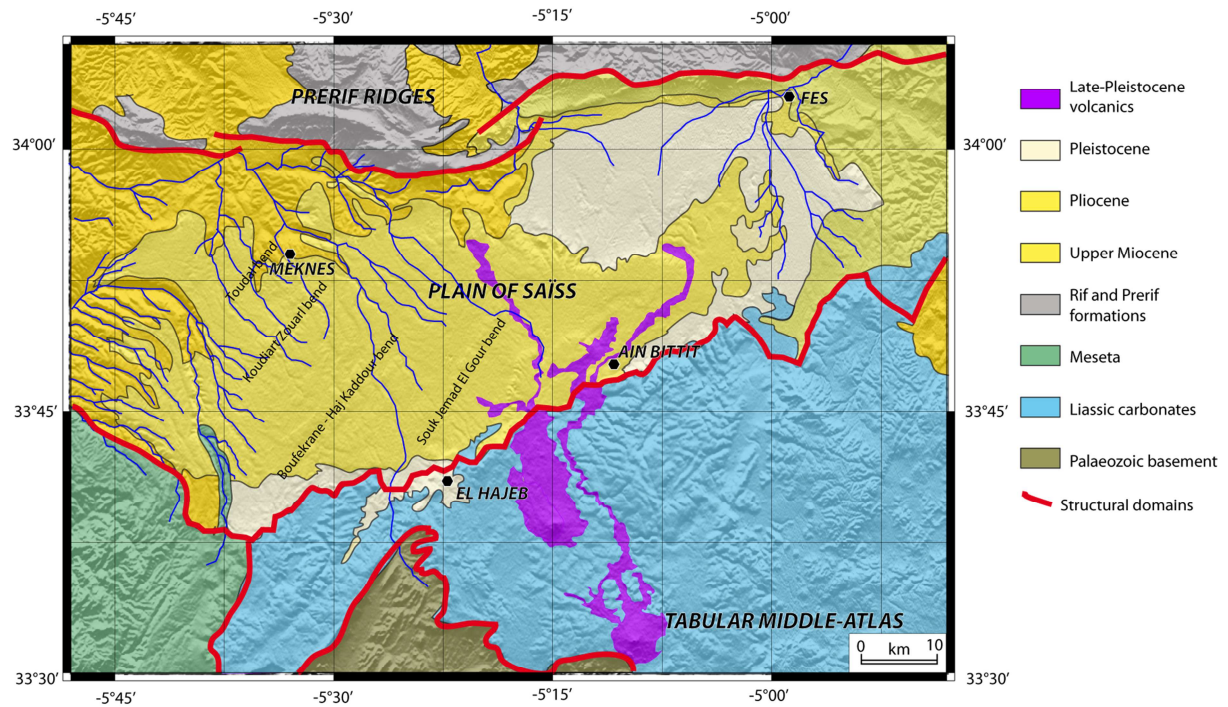 -5°45′
-5°30′
-5°15′
-5°00′
PRERIF RIDGES
FES
34°00′
34°00′
MEKNES
Toudal bend
PLAIN OF SAÏSS
Koudiart Zouarl bend
Boufekrane - Haj Kaddour bend
Souk Jemad El Gour bend
AIN BITTIT
33°45′
33°45′
EL HAJEB
TABULAR MIDDLE-ATLAS
0 km 10
33°30′
33°30′
-5°45′
-5°30′
-5°15′
-5°00′
Late-Pleistocene
volcanics
Pleistocene
Pliocene
Upper Miocene
Rif and Prerif
formations
Meseta
Liassic carbonates
Palaeozoic basement
Structural domains